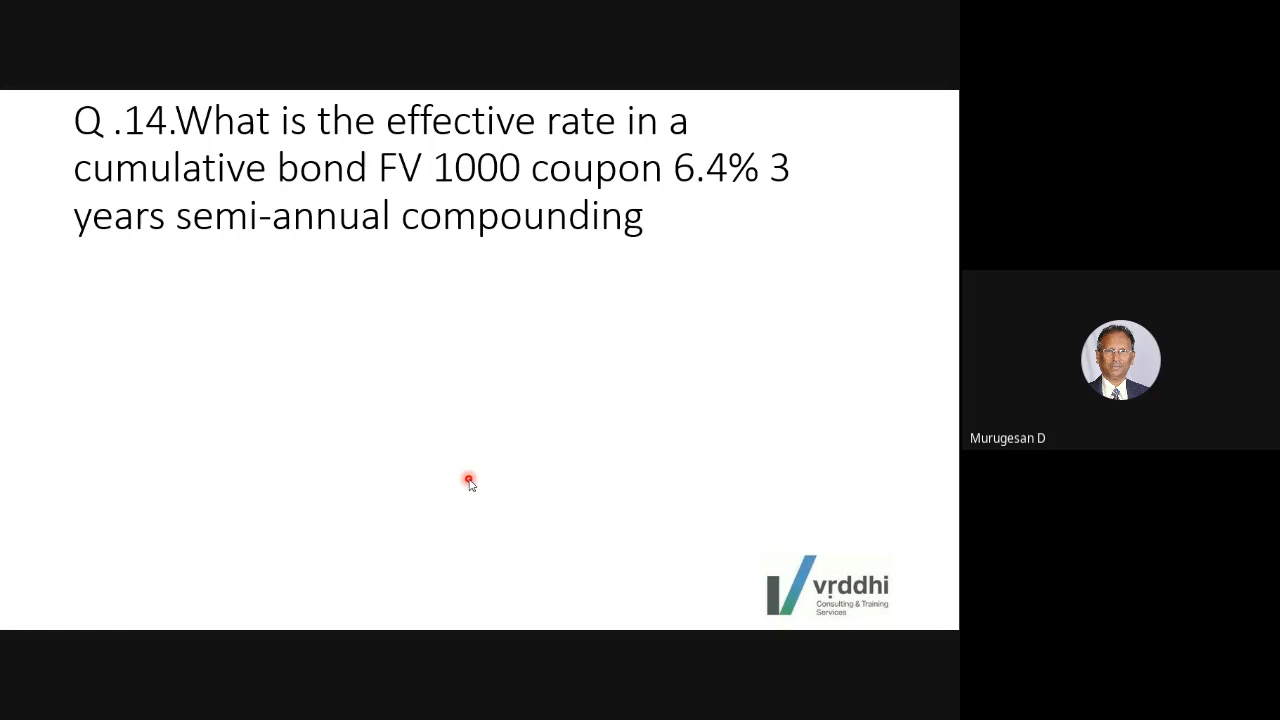 Q .14.What is the effective rate in a
cumulative bond FV 1000 coupon 6.4% 3
years semi-annual compounding
Murugesan D
vṛddhi
Consulting & Training
Services